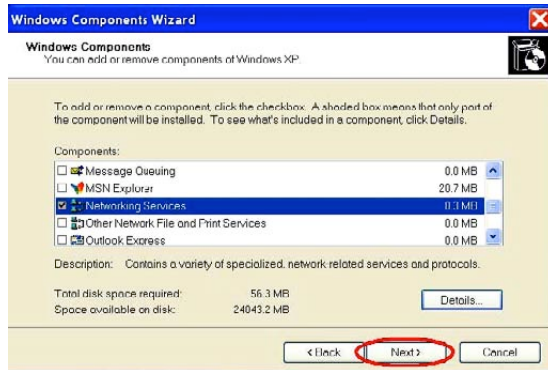 Windows Components Wizard
Windows Components
You can add or remove components of Windows XP.
To add or remove a component, click the checkbox. A shaded box means that only part of
the component will be installed. To see what's included in a component, click Details.
Components:
Message Queuing 0.0 MB
MSN Explorer 20.7 MB
Networking Services 0.3 MB
Other Network File and Print Services 0.0 MB
Outlook Express 0.0 MB
Description: Contains a variety of specialized, network-related services and protocols.
Total disk space required: 56.3 MB
Space available on disk: 24043.2 MB
Details...
< Back Next > Cancel